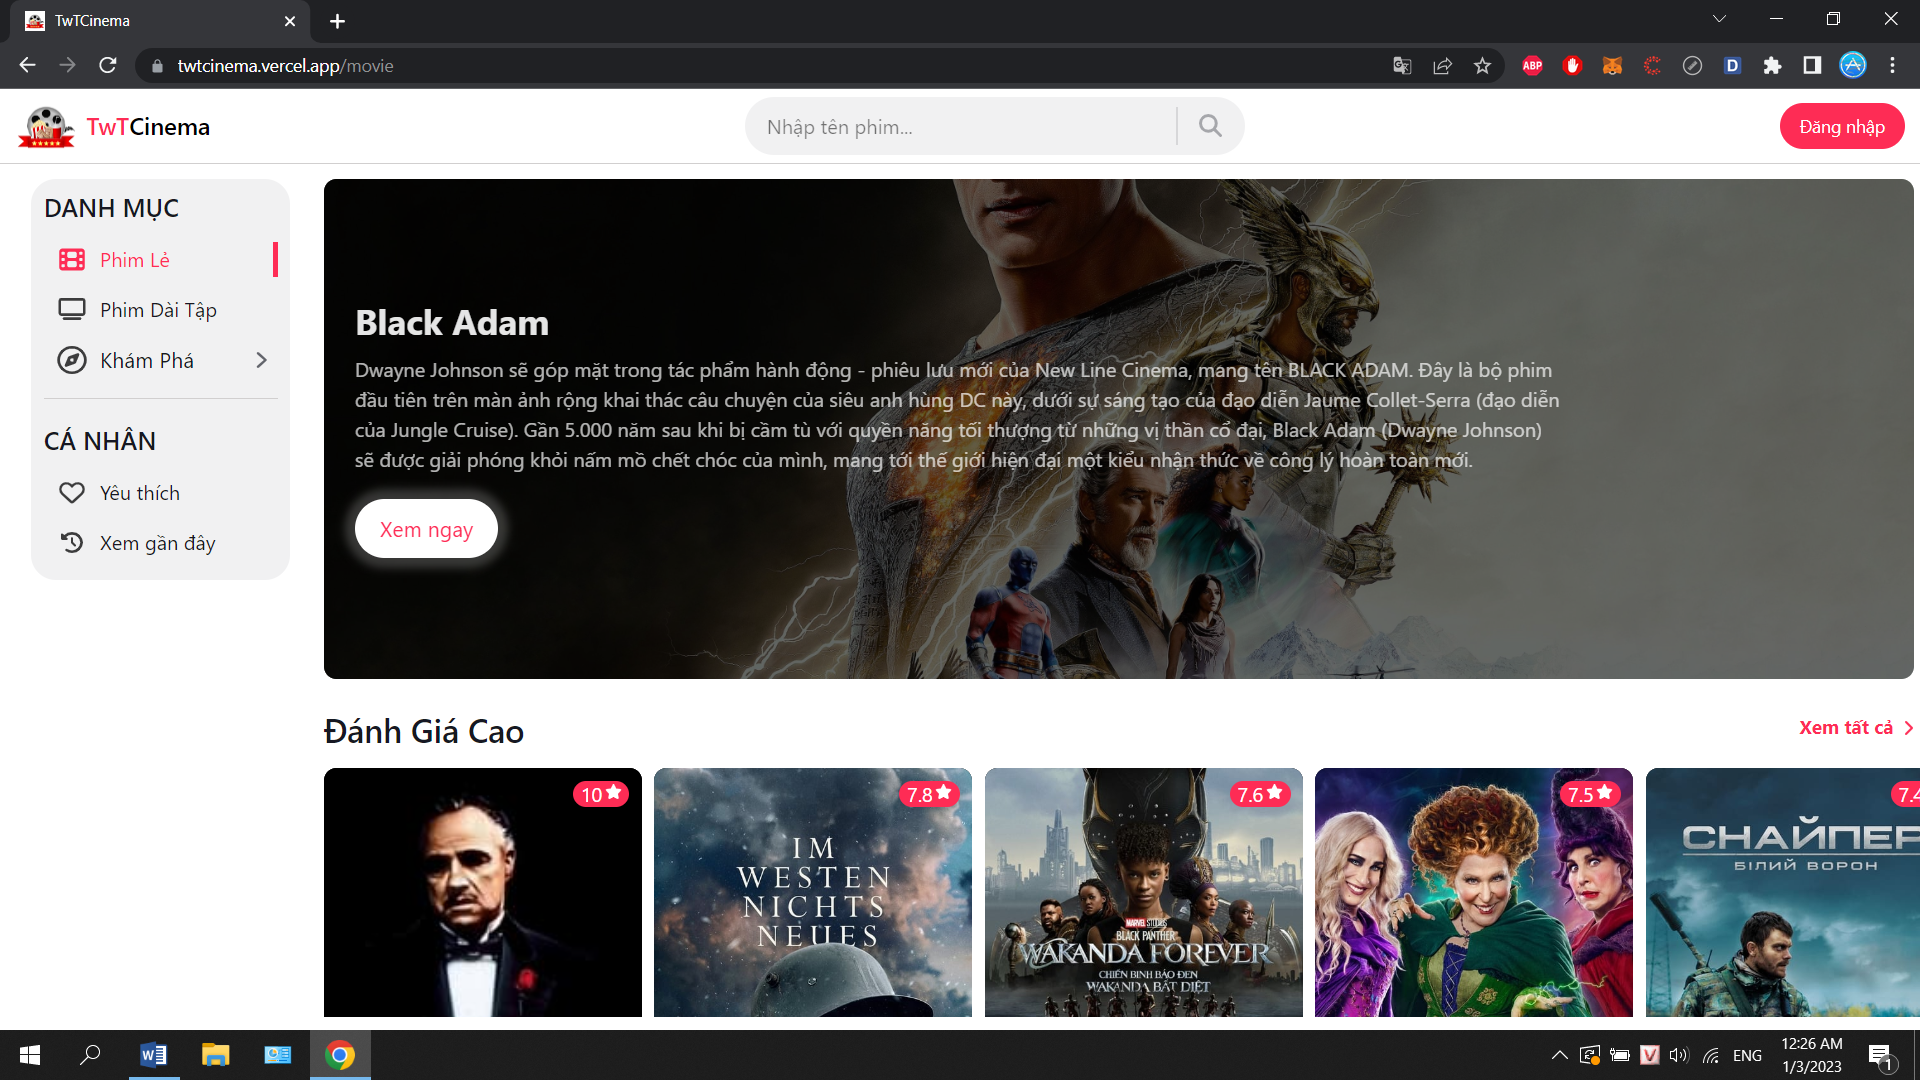 TwTCinema
twtcinema.vercel.app/movie
ABP
D
TwTCinema
Nhập tên phim...
Đăng nhập
DANH MỤC
Phim Lẻ
Phim Dài Tập
Khám Phá
CÁ NHÂN
Yêu thích
Xem gần đây
Black Adam
Dwayne Johnson sẽ góp mặt trong tác phẩm hành động - phiêu lưu mới của New Line Cinema, mang tên BLACK ADAM. Đây là bộ phim
đầu tiên trên màn ảnh rộng khai thác câu chuyện của siêu anh hùng DC này, dưới sự sáng tạo của đạo diễn Jaume Collet-Serra (đạo diễn
của Jungle Cruise). Gần 5.000 năm sau khi bị cầm tù với quyền năng tối thượng từ những vị thần cổ đại, Black Adam (Dwayne Johnson)
sẽ được giải phóng khỏi nấm mồ chết chóc của mình, mang tới thế giới hiện đại một kiểu nhận thức về công lý hoàn toàn mới.
Xem ngay
Đánh Giá Cao
Xem tất cả
10
7.8
IM
WESTEN
NICHTS
NEUES
7.6
MARVEL STUDIOS
BLACK PANTHER
WAKANDA FOREVER
CHIẾN BINH BÁO ĐEN
WAKANDA BẤT DIỆT
7.5
7.4
СНАЙПЕР
БІЛИЙ ВОРОН
ENG
12:26 AM
1/3/2023
1